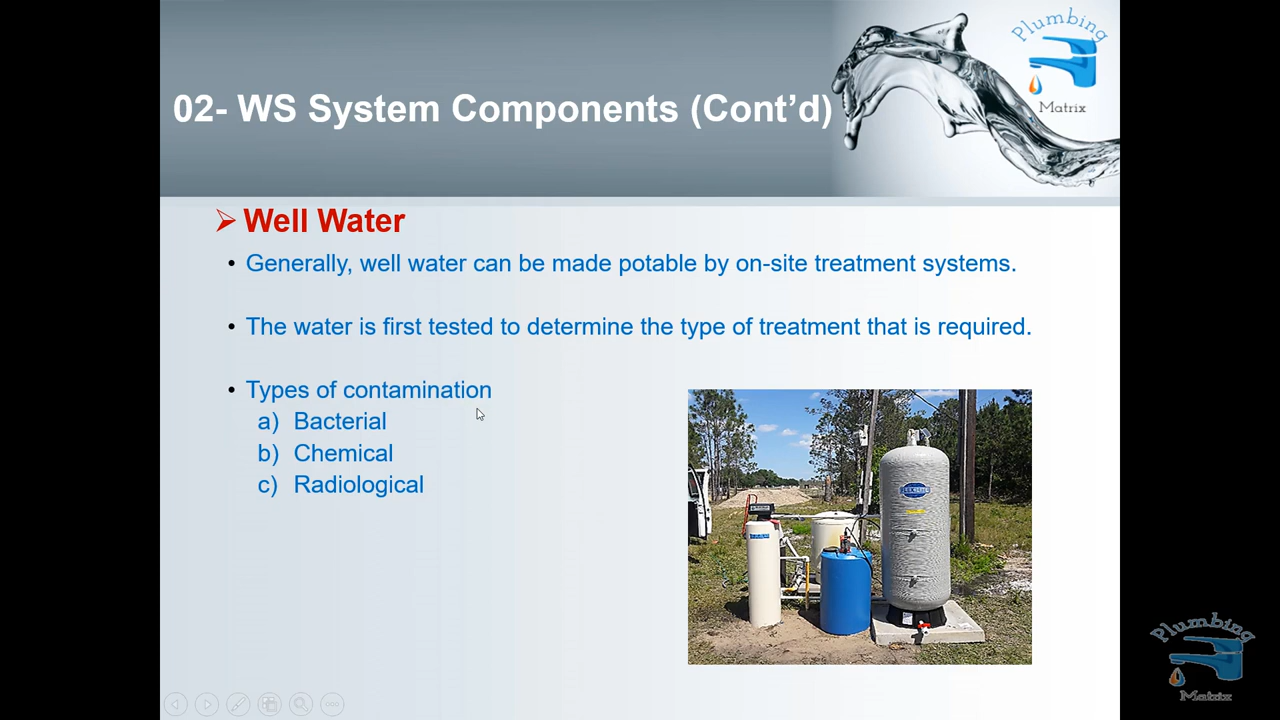 Plumbing
Matrix
02- WS System Components (Cont’d)
Well Water
Generally, well water can be made potable by on-site treatment systems.
The water is first tested to determine the type of treatment that is required.
Types of contamination
a) Bacterial
b) Chemical
c) Radiological
Plumbing
Matrix